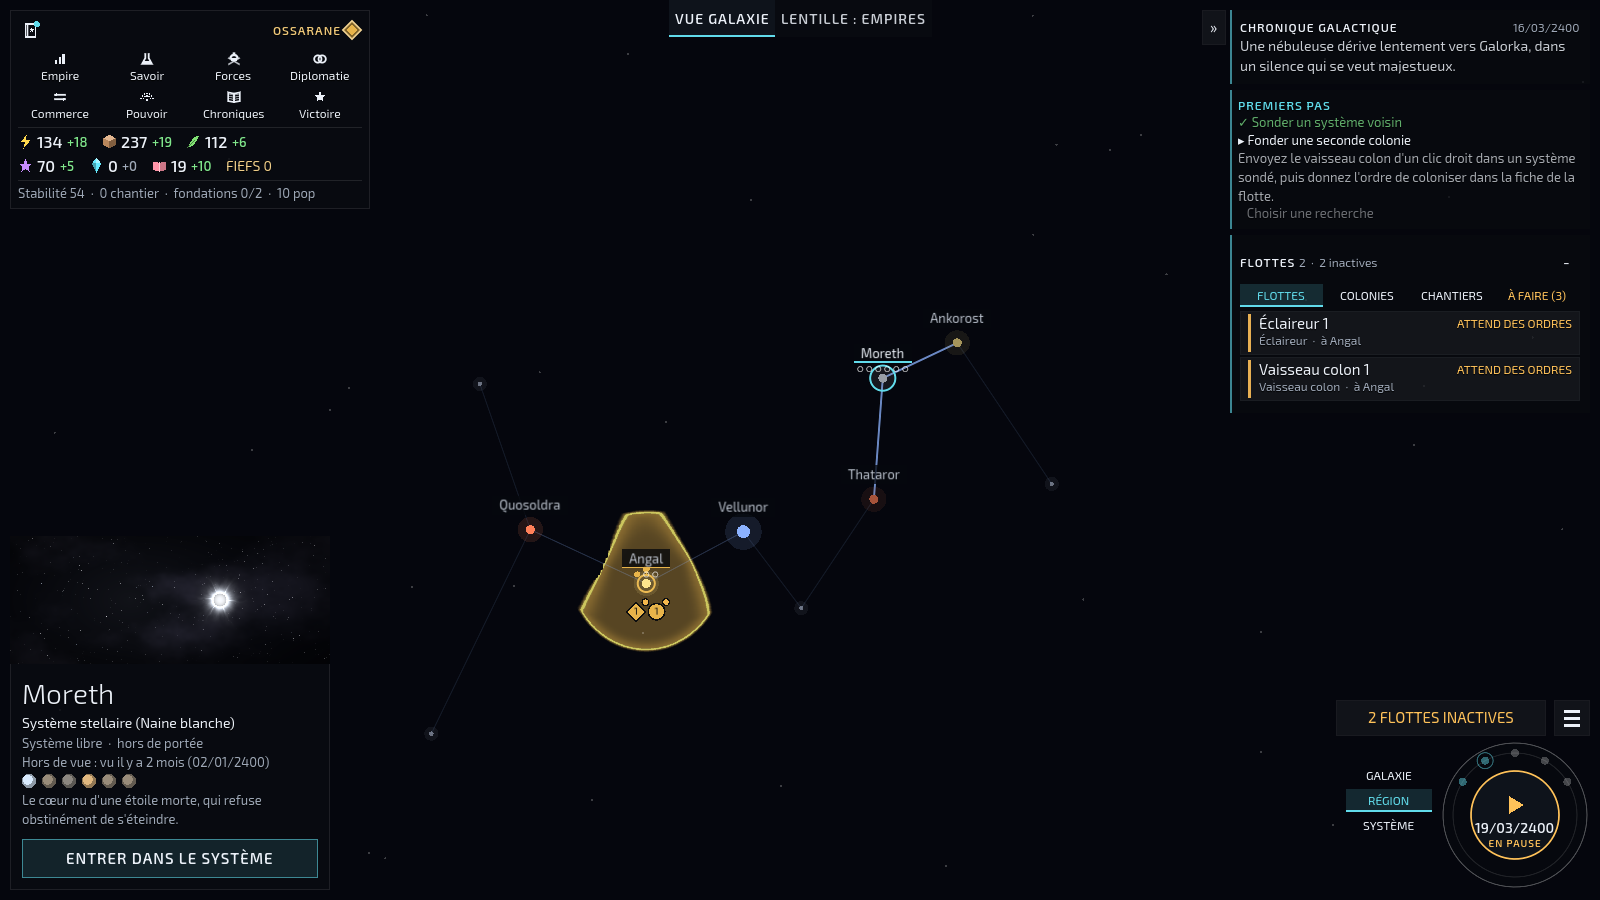 OSSARANE
Empire
Savoir
Forces
Diplomatie
Commerce
Pouvoir
Chroniques
Victoire
134 +18
237 +19
112 +6
70 +5
0 +0
19 +10
FIEFS 0
Stabilité 54 · 0 chantier · fondations 0/2 · 10 pop
VUE GALAXIE
LENTILLE : EMPIRES
»
CHRONIQUE GALACTIQUE
16/03/2400
Une nébuleuse dérive lentement vers Galorka, dans
un silence qui se veut majestueux.
PREMIERS PAS
✓ Sonder un système voisin
▸ Fonder une seconde colonie
Envoyez le vaisseau colon d'un clic droit dans un système
sondé, puis donnez l'ordre de coloniser dans la fiche de la
flotte.
Choisir une recherche
FLOTTES 2 · 2 inactives
–
FLOTTES
COLONIES
CHANTIERS
À FAIRE (3)
Éclaireur 1
ATTEND DES ORDRES
Éclaireur · à Angal
Vaisseau colon 1
ATTEND DES ORDRES
Vaisseau colon · à Angal
Ankorost
Moreth
Thataror
Quosoldra
Vellunor
Angal
1
1
Moreth
Système stellaire (Naine blanche)
Système libre · hors de portée
Hors de vue : vu il y a 2 mois (02/01/2400)
Le cœur nu d'une étoile morte, qui refuse
obstinément de s'éteindre.
ENTRER DANS LE SYSTÈME
2 FLOTTES INACTIVES
GALAXIE
RÉGION
SYSTÈME
19/03/2400
EN PAUSE